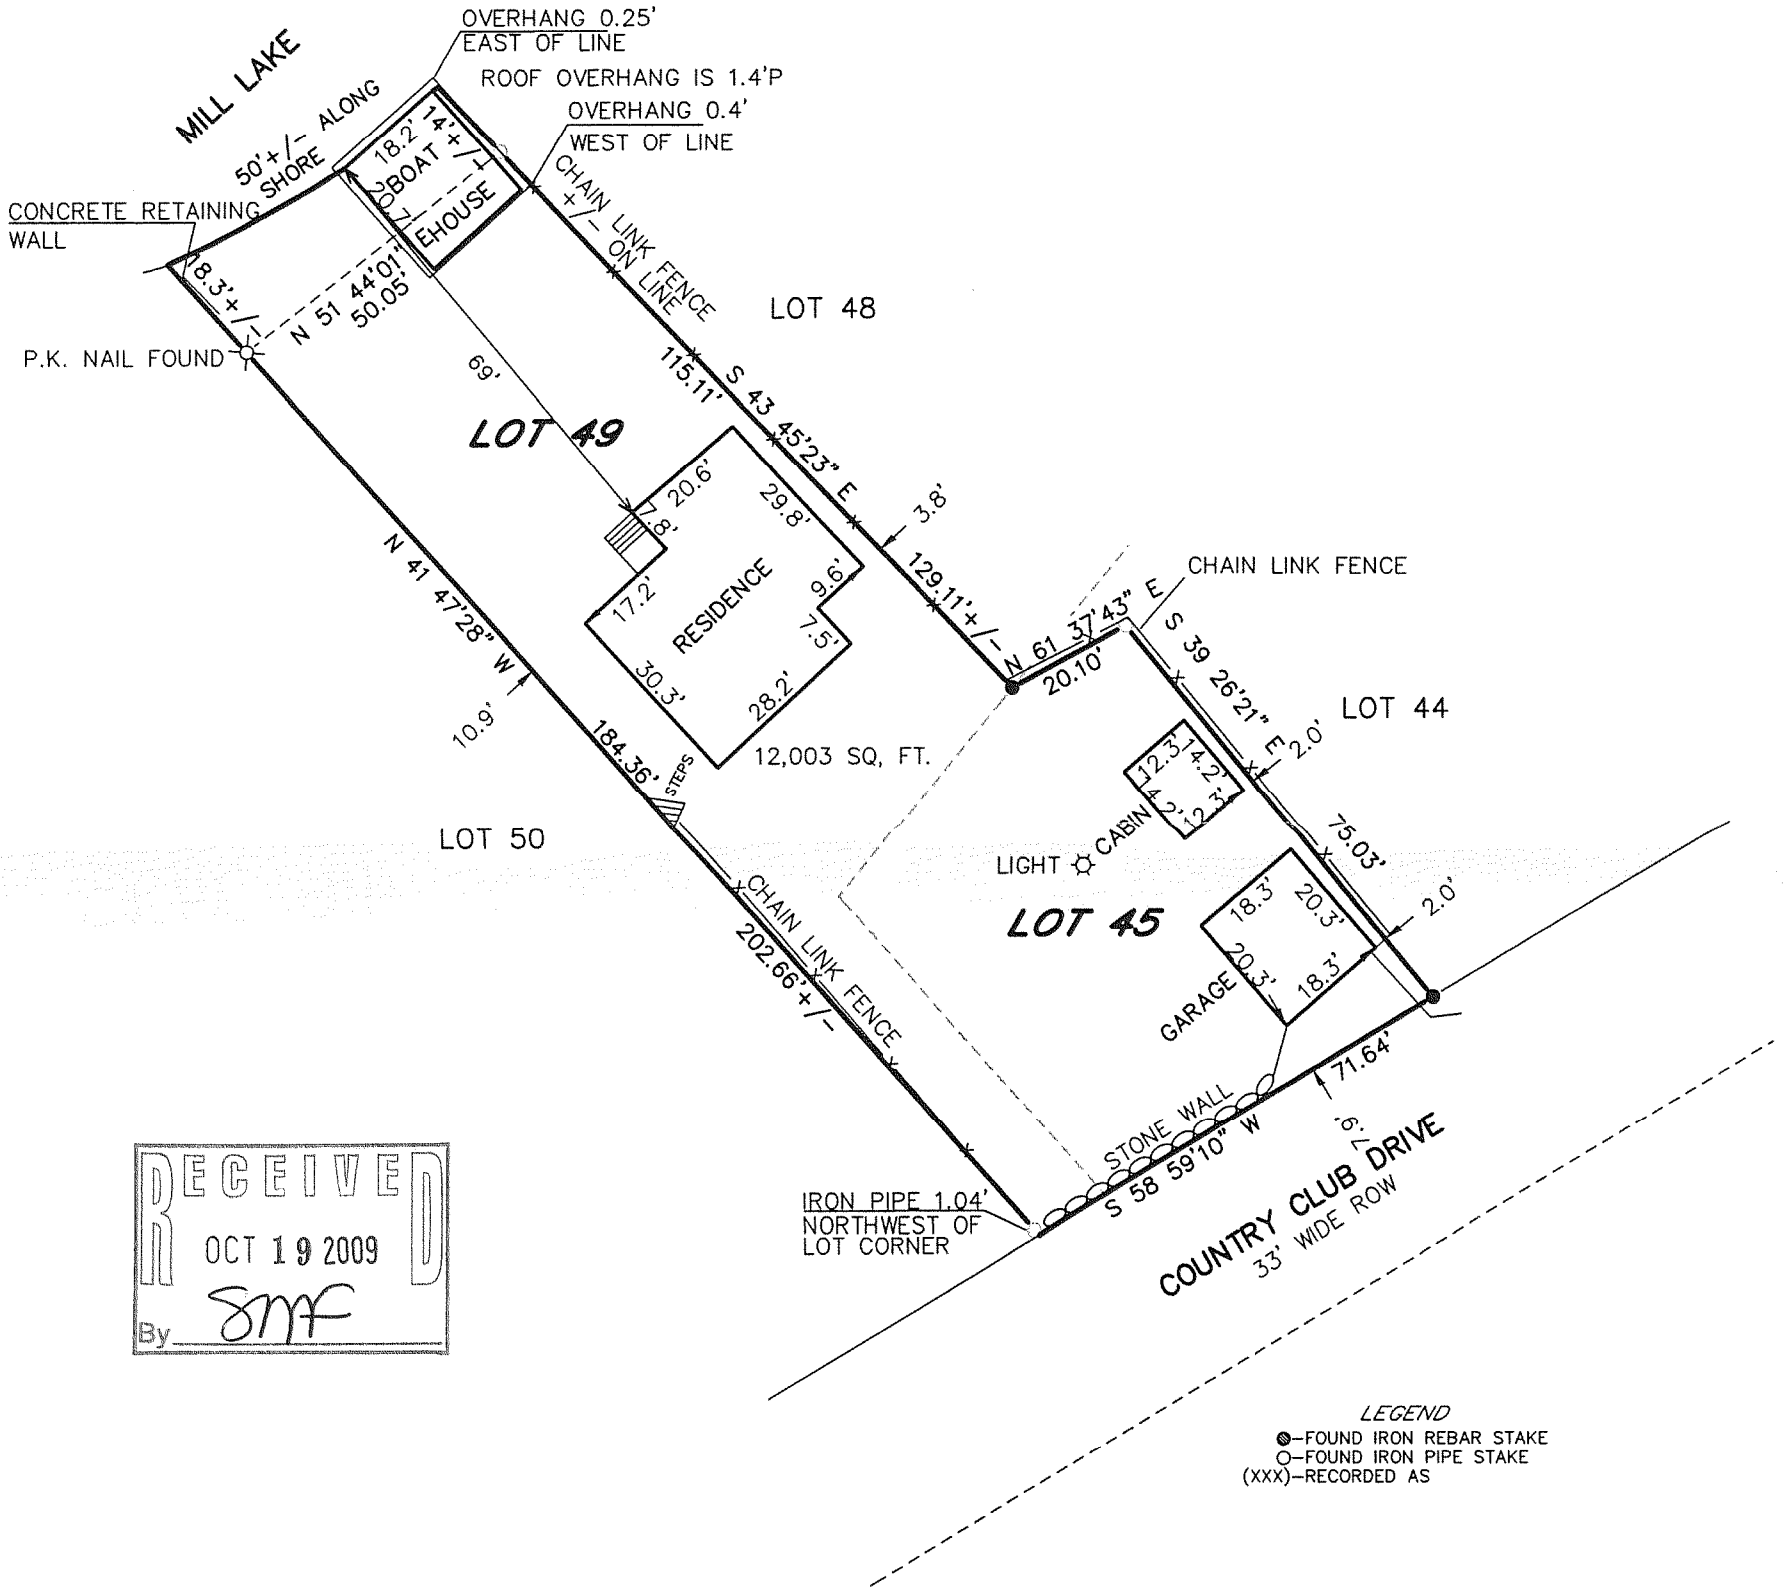 OVERHANG 0.25'
EAST OF LINE
MILL LAKE
ROOF OVERHANG IS 1.4'P
OVERHANG 0.4'
WEST OF LINE
50'+/- ALONG
SHORE
18.2'
14'+/-
BOAT
EHOUSE
20.7'
CONCRETE RETAINING
WALL
18.3'+/-
N 51 44'01"
50.05'
P.K. NAIL FOUND
CHAIN LINK FENCE
+/- ON LINE
LOT 48
115.11'
S 43 45'23" E
69'
LOT 49
20.6'
7.8'
29.8'
3.8'
129.11'+/-
17.2'
RESIDENCE
9.6'
7.5'
30.3'
28.2'
N 41 47'28" W
10.9'
184.36'
STEPS
12,003 SQ, FT.
LOT 50
CHAIN LINK FENCE
N 61 37'43" E
20.10'
S 39 26'21" E
LOT 44
2.0'
12.3'
14.2'
14.2'
12.3'
CABIN
LIGHT
75.03'
LOT 45
18.3'
20.3'
2.0'
20.3'
18.3'
GARAGE
CHAIN LINK FENCE
202.66'+/-
71.64'
7.9'
STONE WALL
S 58 59'10" W
IRON PIPE 1.04'
NORTHWEST OF
LOT CORNER
COUNTRY CLUB DRIVE
33' WIDE ROW
RECEIVED
OCT 19 2009
By SMF
LEGEND
-FOUND IRON REBAR STAKE
-FOUND IRON PIPE STAKE
(XXX)-RECORDED AS